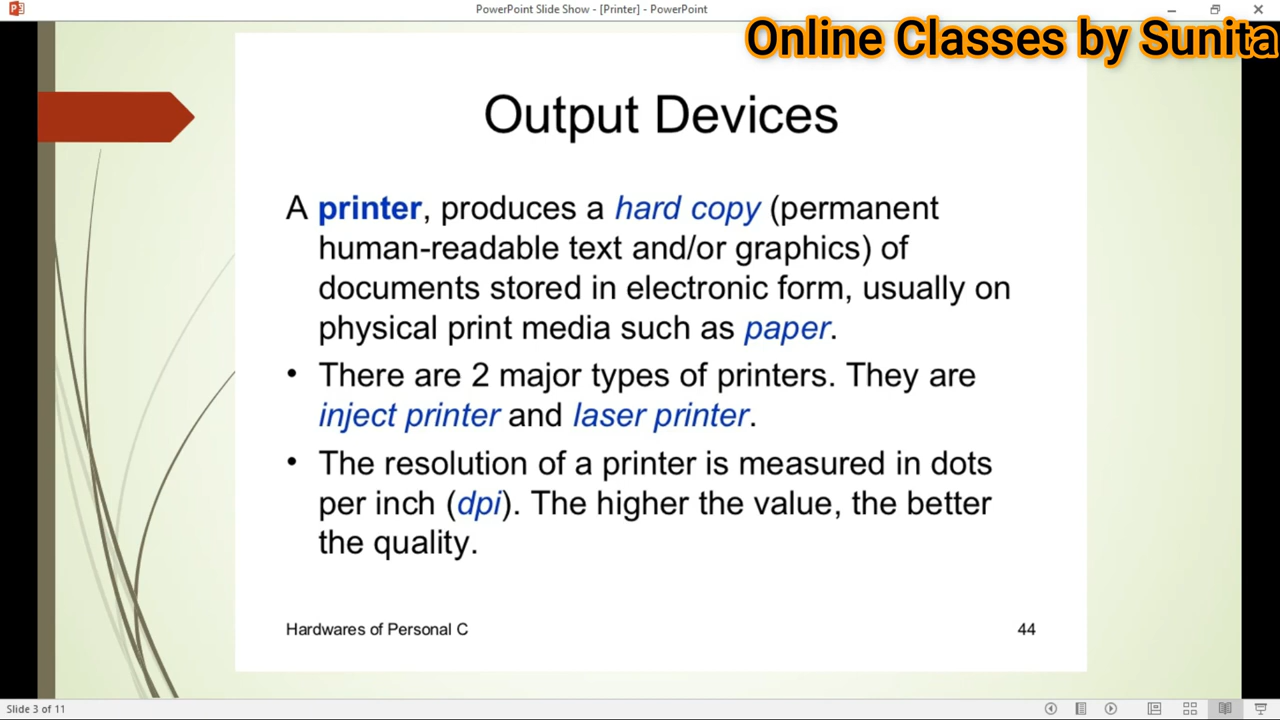 PowerPoint Slide Show - [Printer] - PowerPoint
Online Classes by Sunita
Output Devices
A printer, produces a hard copy (permanent
human-readable text and/or graphics) of
documents stored in electronic form, usually on
physical print media such as paper.
• There are 2 major types of printers. They are
inject printer and laser printer.
• The resolution of a printer is measured in dots
per inch (dpi). The higher the value, the better
the quality.
Hardwares of Personal C
44
Slide 3 of 11